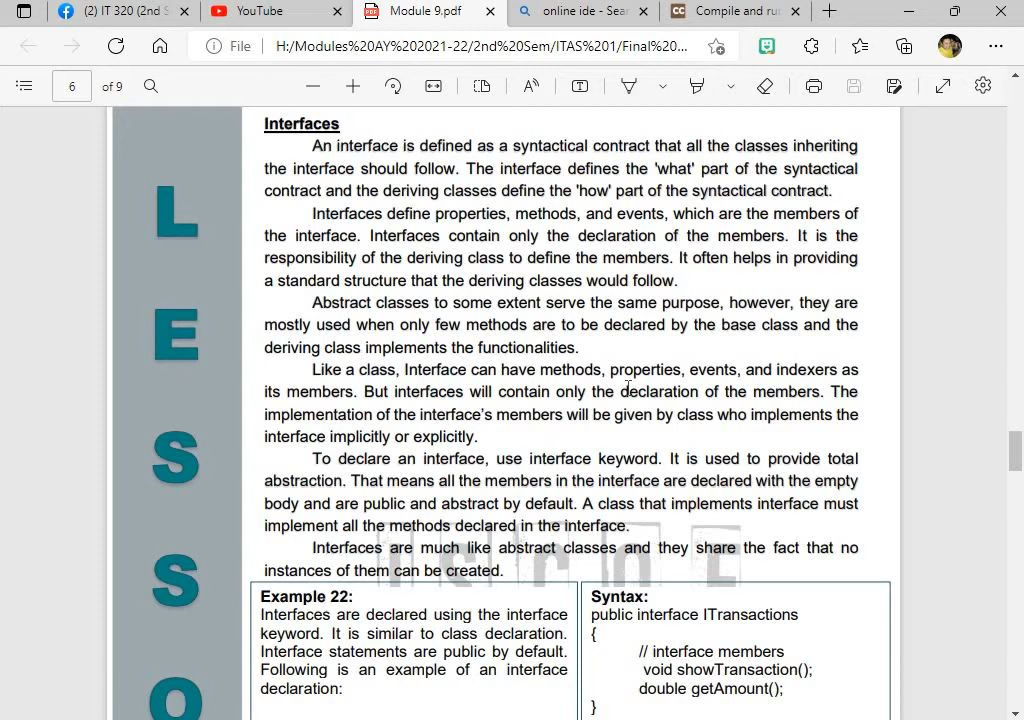 (2) IT 320 (2nd S
YouTube
Module 9.pdf
online ide - Sear
Compile and ru
File
H:/Modules%20AY%202021-22/2nd%20Sem/ITAS%201/Final%20...
6
of 9
Interfaces
An interface is defined as a syntactical contract that all the classes inheriting
the interface should follow. The interface defines the 'what' part of the syntactical
contract and the deriving classes define the 'how' part of the syntactical contract.
Interfaces define properties, methods, and events, which are the members of
the interface. Interfaces contain only the declaration of the members. It is the
responsibility of the deriving class to define the members. It often helps in providing
a standard structure that the deriving classes would follow.
Abstract classes to some extent serve the same purpose, however, they are
mostly used when only few methods are to be declared by the base class and the
deriving class implements the functionalities.
Like a class, Interface can have methods, properties, events, and indexers as
its members. But interfaces will contain only the declaration of the members. The
implementation of the interface's members will be given by class who implements the
interface implicitly or explicitly.
To declare an interface, use interface keyword. It is used to provide total
abstraction. That means all the members in the interface are declared with the empty
body and are public and abstract by default. A class that implements interface must
implement all the methods declared in the interface.
Interfaces are much like abstract classes and they share the fact that no
instances of them can be created.
Example 22:
Interfaces are declared using the interface
keyword. It is similar to class declaration.
Interface statements are public by default.
Following is an example of an interface
declaration:
Syntax:
public interface ITransactions
{
// interface members
void showTransaction();
double getAmount();
}
L
E
S
S
O